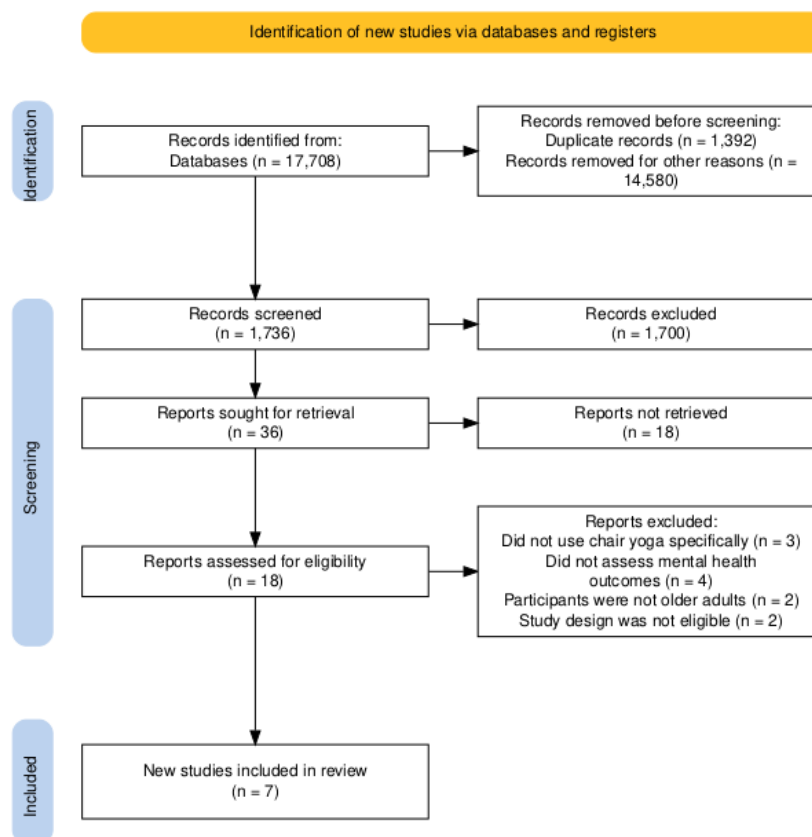 Identification of new studies via databases and registers
Identification
Records identified from:
Databases (n = 17,708)
Records removed before screening:
Duplicate records (n = 1,392)
Records removed for other reasons (n =
14,580)
Screening
Records screened
(n = 1,736)
Records excluded
(n = 1,700)
Reports sought for retrieval
(n = 36)
Reports not retrieved
(n = 18)
Reports assessed for eligibility
(n = 18)
Reports excluded:
Did not use chair yoga specifically (n = 3)
Did not assess mental health
outcomes (n = 4)
Participants were not older adults (n = 2)
Study design was not eligible (n = 2)
Included
New studies included in review
(n = 7)